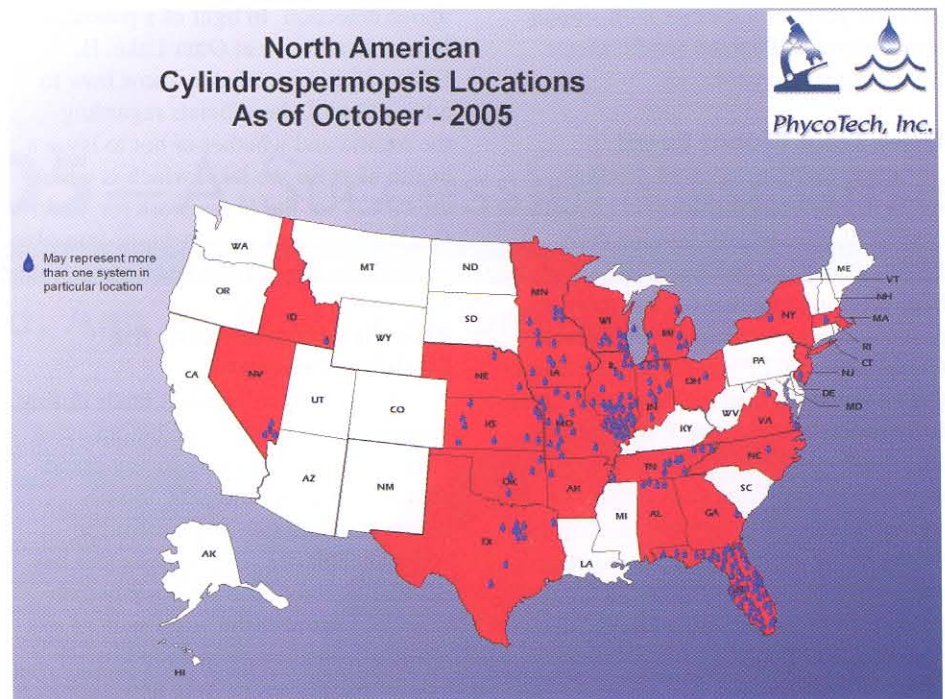 North American
Cylindrospermopsis Locations
As of October - 2005
PhycoTech, Inc.
May represent more
than one system in
particular location
WA
MT
ND
ME
OR
VT
NH
MN
ID
SD
WI
NY
MA
WY
RI
CT
CA
NV
NE
IA
IL
IN
OH
PA
NJ
UT
CO
DE
MD
KS
MO
WV
VA
KY
AZ
NM
OK
AR
TN
NC
SC
TX
MI
AL
GA
LA
AK
HI